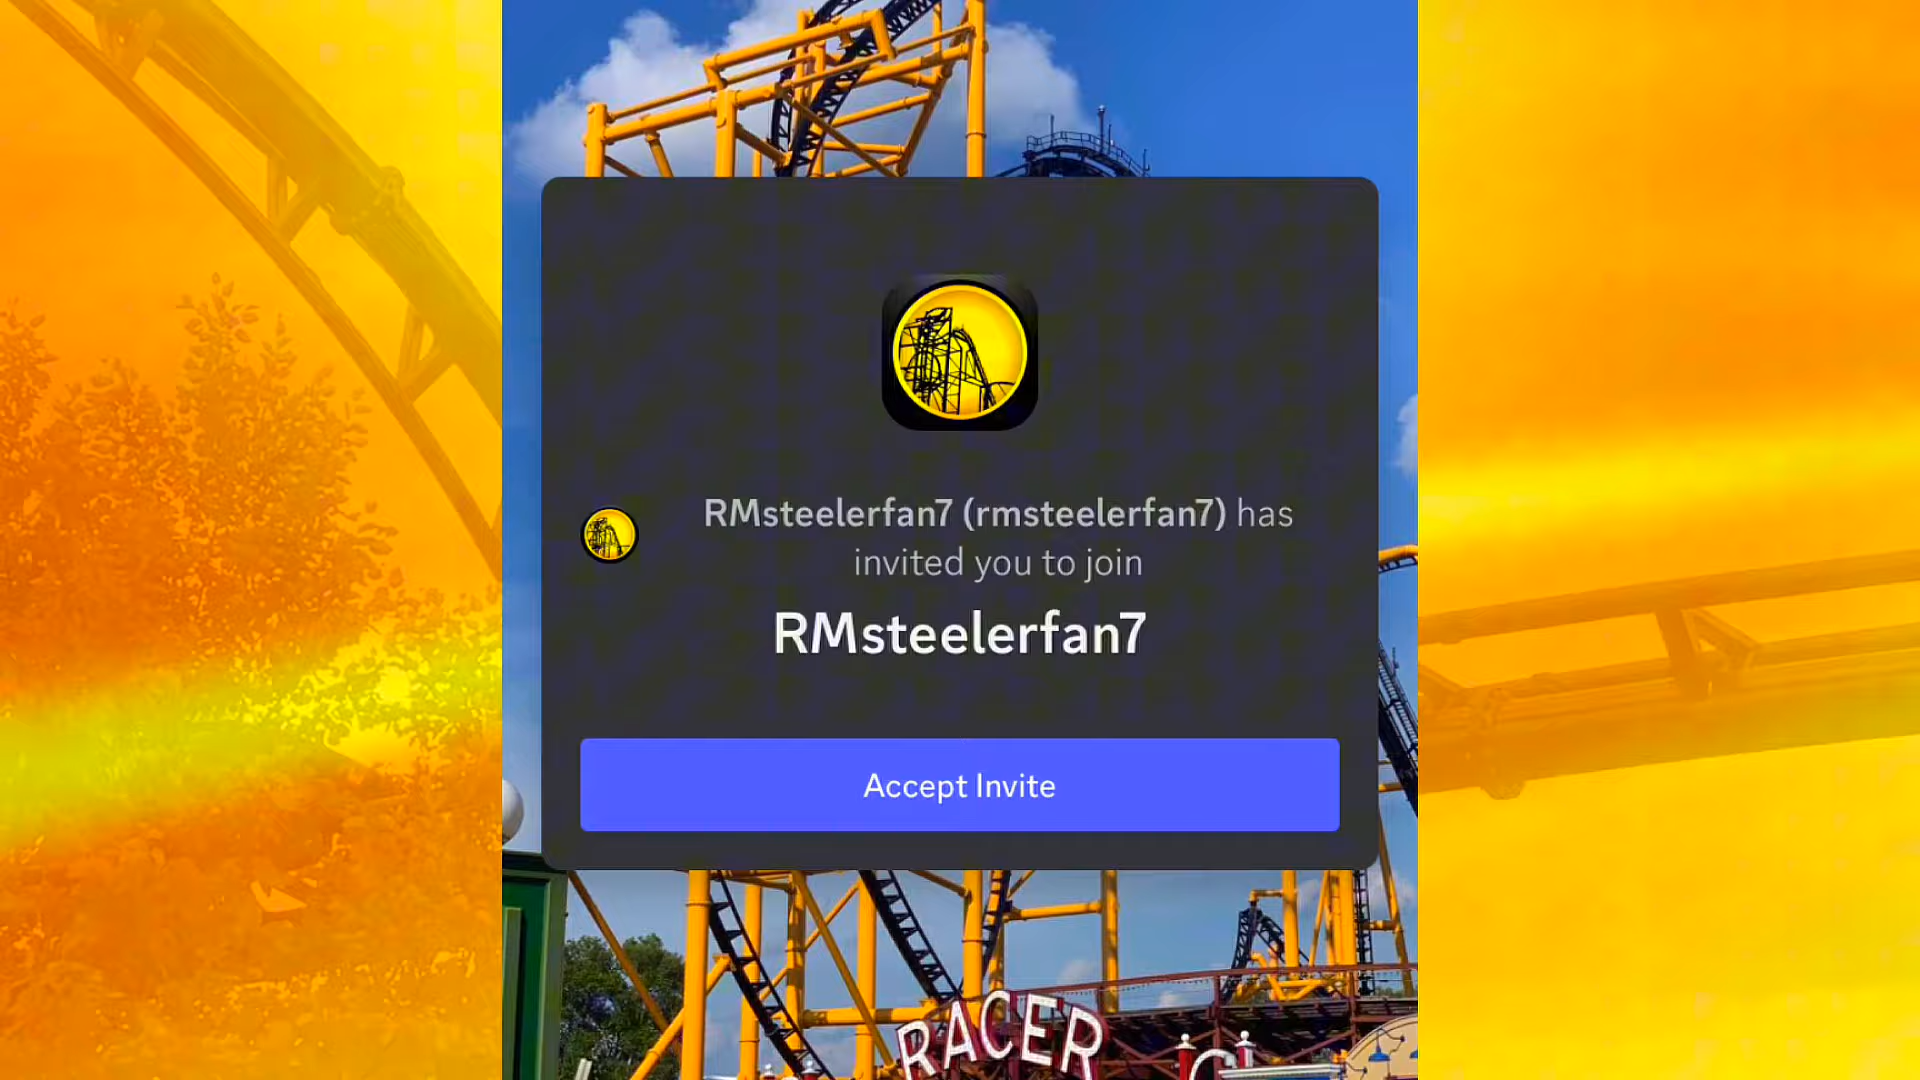 RMsteelerfan7 (rmsteelerfan7) has
invited you to join
RMsteelerfan7
Accept Invite
RACER